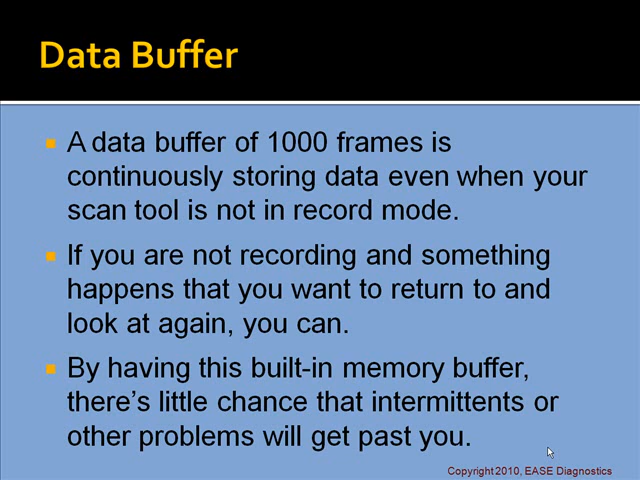 Data Buffer
A data buffer of 1000 frames is
continuously storing data even when your
scan tool is not in record mode.
If you are not recording and something
happens that you want to return to and
look at again, you can.
By having this built-in memory buffer,
there's little chance that intermittents or
other problems will get past you.
Copyright 2010, EASE Diagnostics